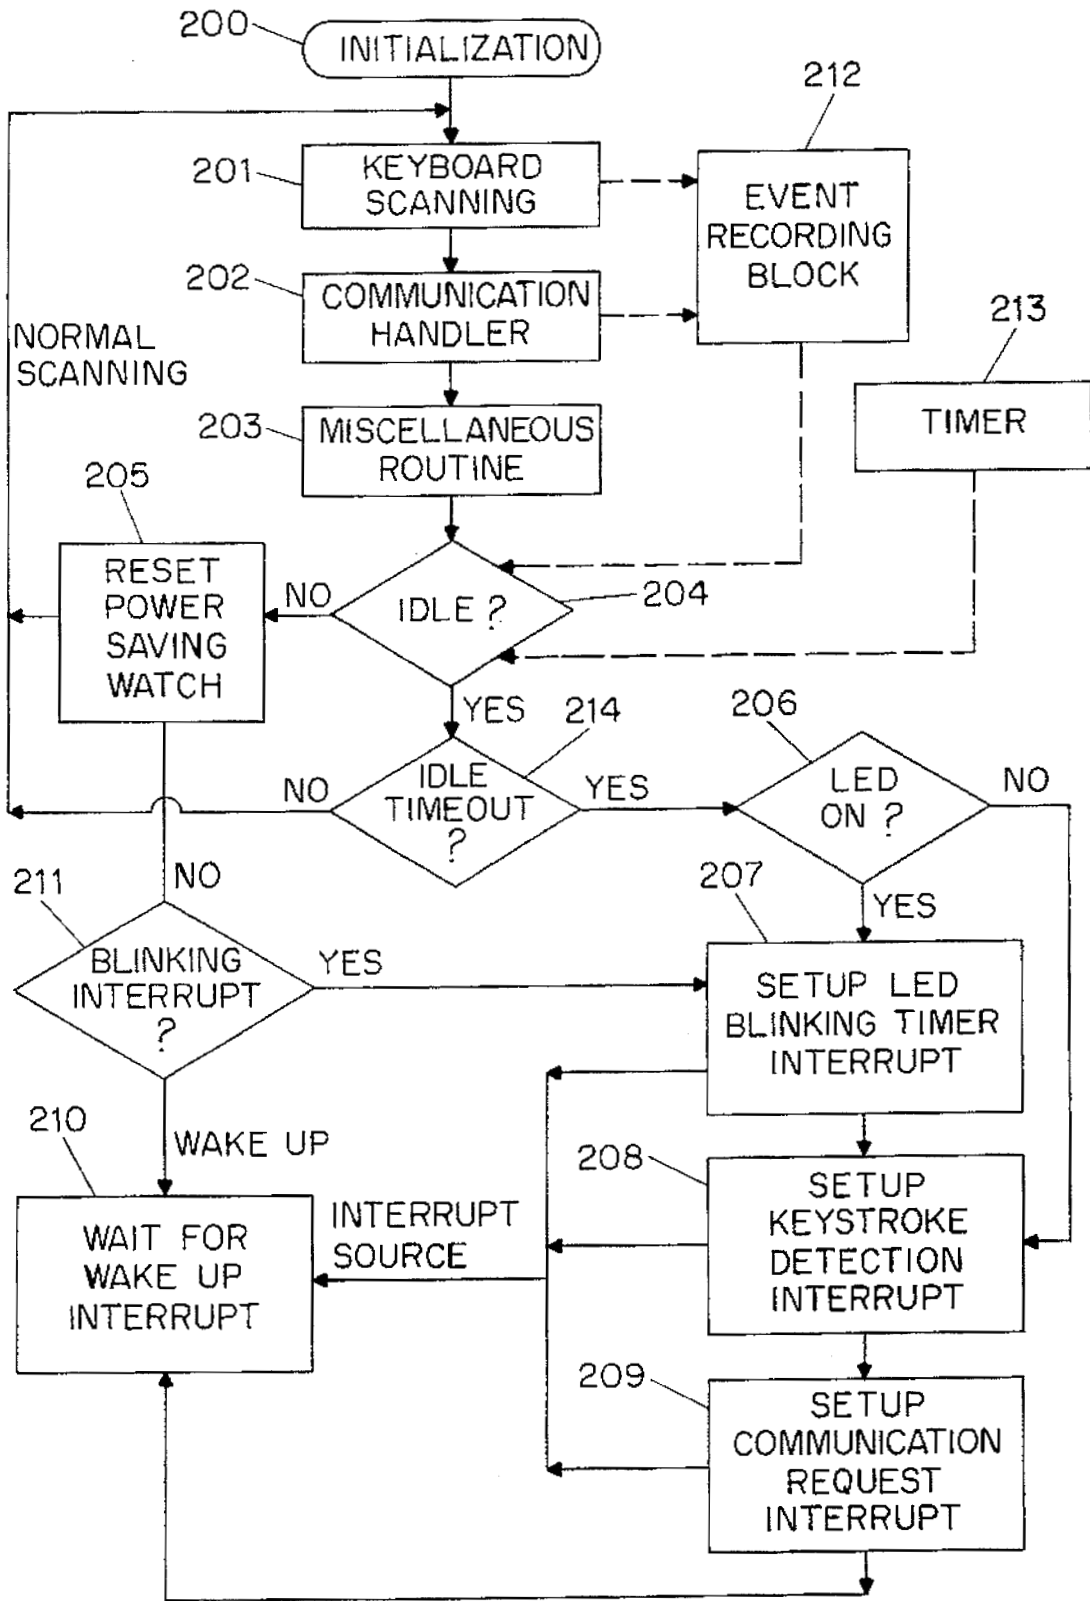 200
INITIALIZATION
212
201
KEYBOARD
SCANNING
EVENT
RECORDING
BLOCK
202
COMMUNICATION
HANDLER
213
NORMAL
SCANNING
TIMER
203
MISCELLANEOUS
ROUTINE
205
RESET
POWER
SAVING
WATCH
NO
IDLE ?
204
YES
214
206
NO
IDLE
TIMEOUT
?
YES
LED
ON ?
NO
211
NO
207
YES
BLINKING
INTERRUPT
?
YES
SETUP LED
BLINKING TIMER
INTERRUPT
210
WAKE UP
208
SETUP
KEYSTROKE
DETECTION
INTERRUPT
WAIT FOR
WAKE UP
INTERRUPT
INTERRUPT
SOURCE
209
SETUP
COMMUNICATION
REQUEST
INTERRUPT